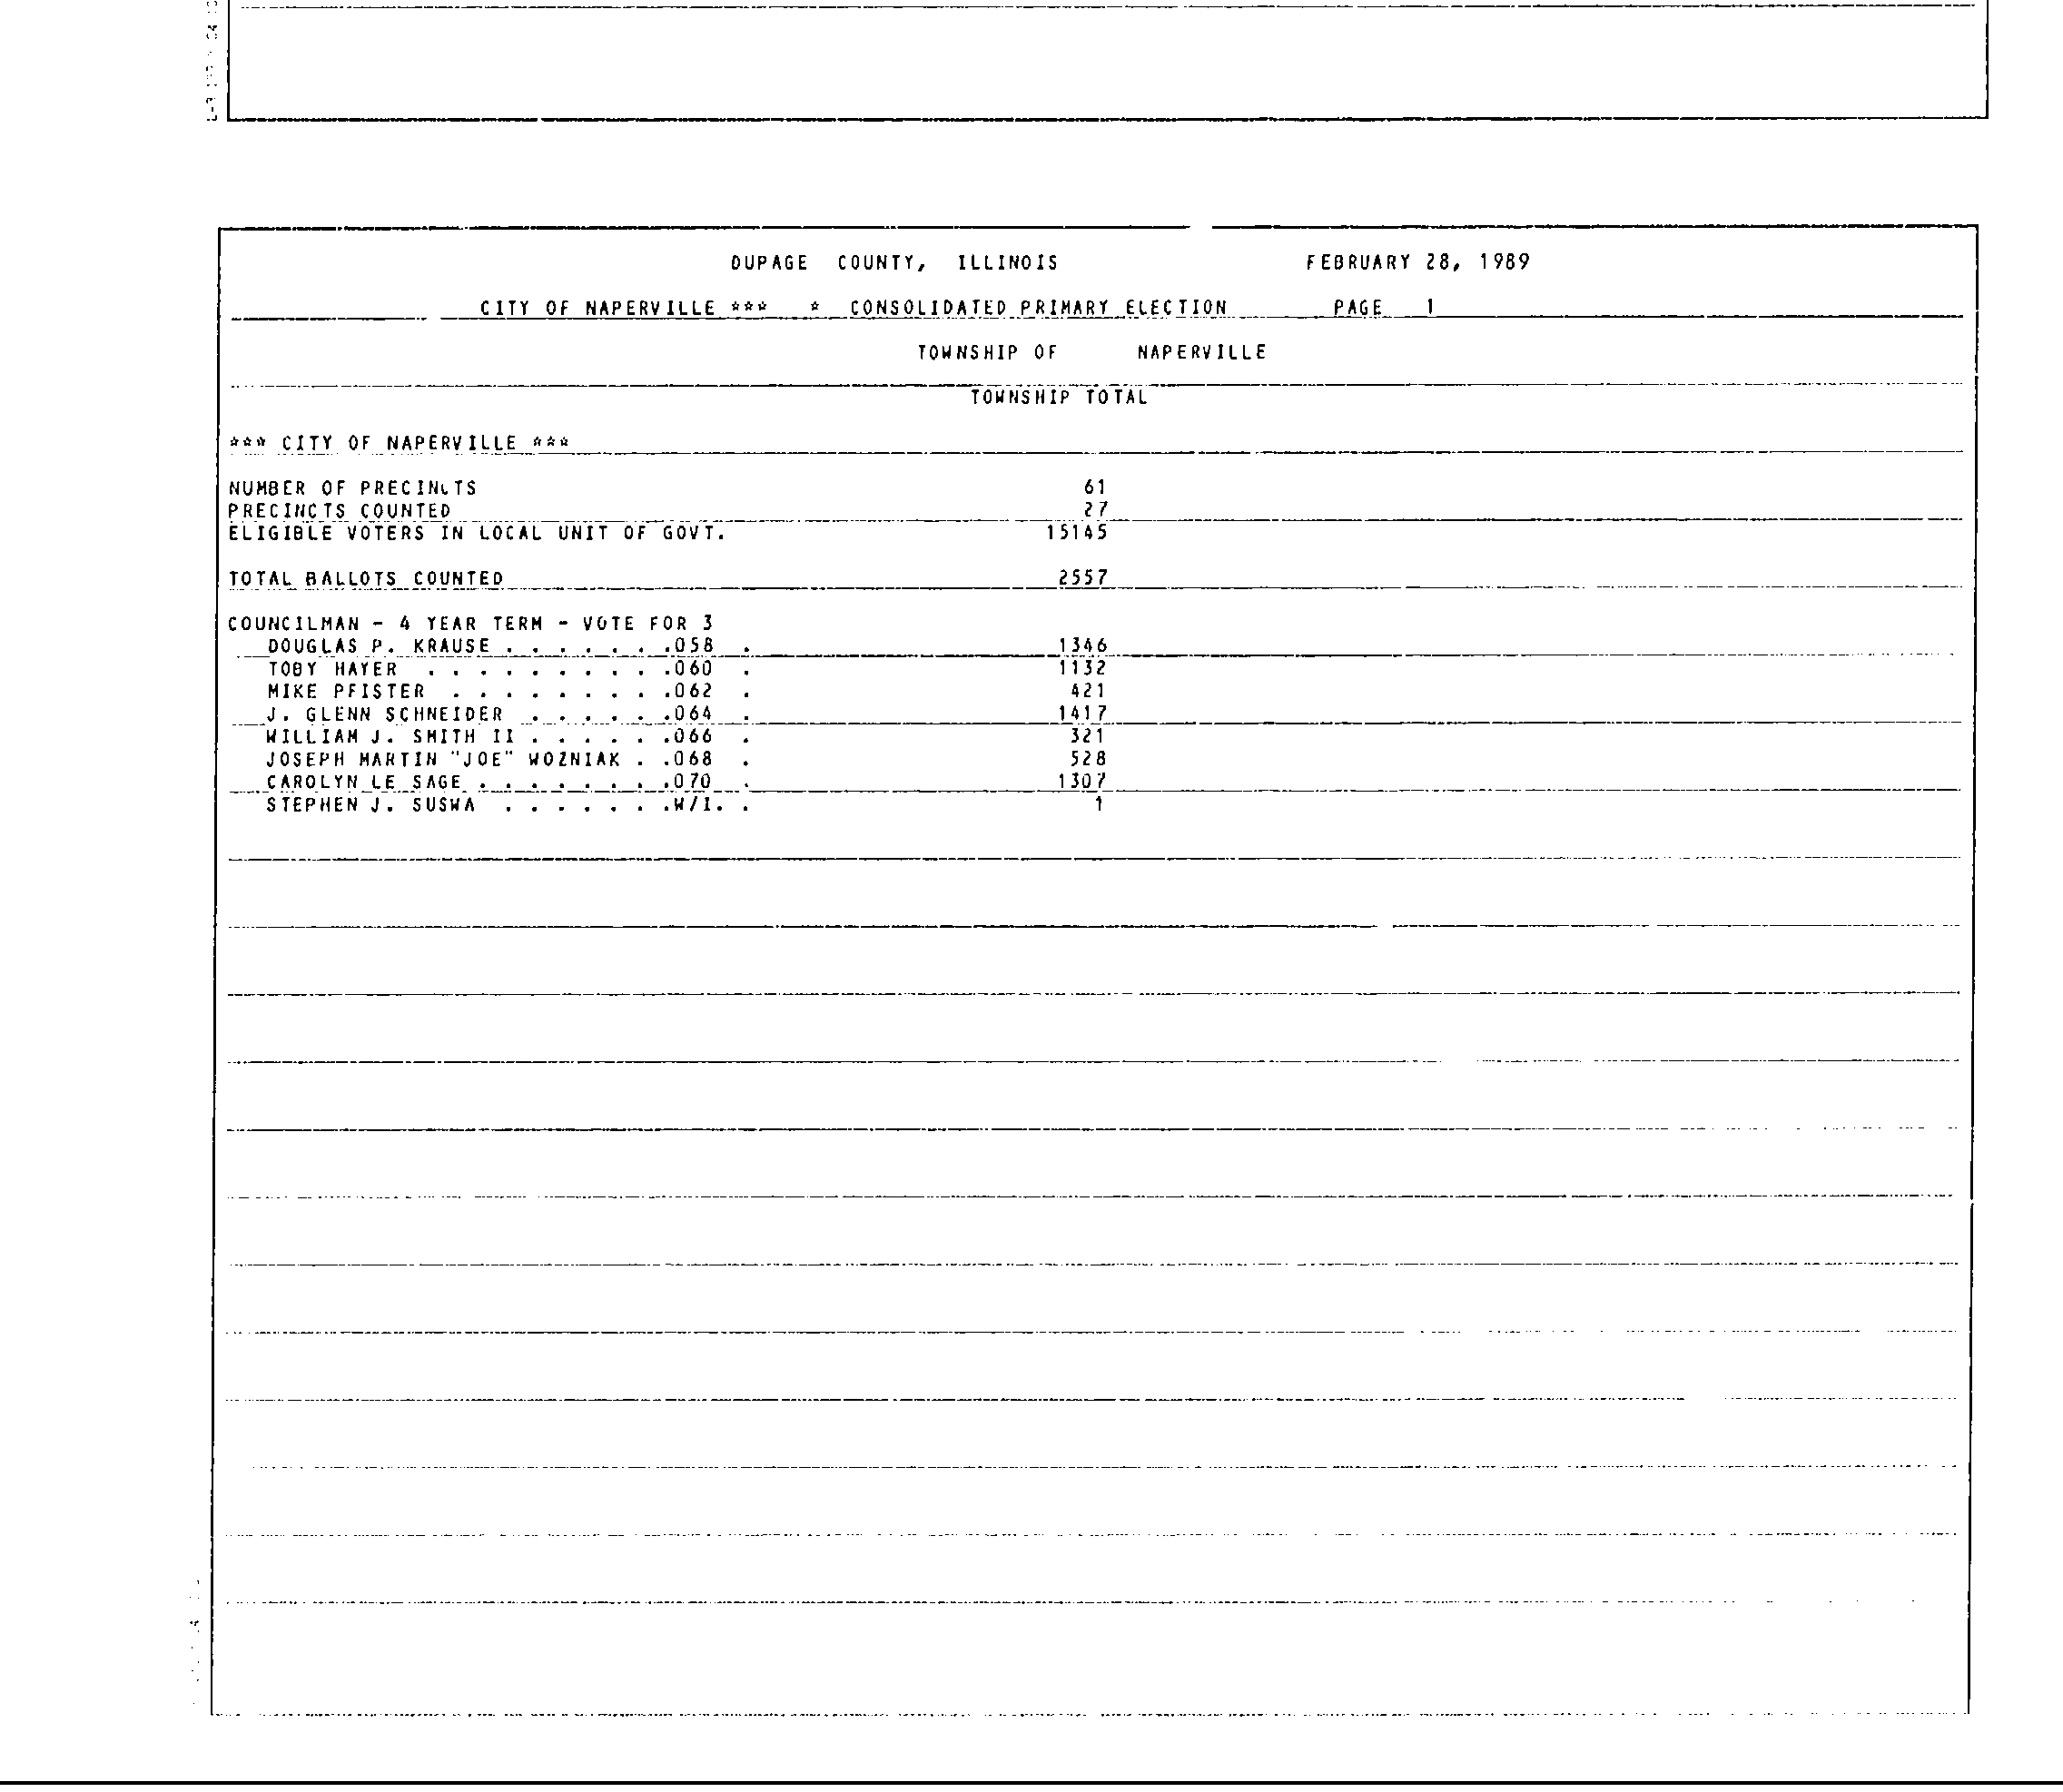 DUPAGE COUNTY, ILLINOIS FEBRUARY 28, 1989
CITY OF NAPERVILLE *** * CONSOLIDATED PRIMARY ELECTION PAGE 1
TOWNSHIP OF NAPERVILLE
TOWNSHIP TOTAL
*** CITY OF NAPERVILLE ***
NUMBER OF PRECINCTS 61
PRECINCTS COUNTED 27
ELIGIBLE VOTERS IN LOCAL UNIT OF GOVT. 15145
TOTAL BALLOTS COUNTED 2557
COUNCILMAN - 4 YEAR TERM - VOTE FOR 3
DOUGLAS P. KRAUSE . . . . . . .058 . 1346
TOBY HAYER . . . . . . . . . .060 . 1132
MIKE PFISTER . . . . . . . . .062 . 421
J. GLENN SCHNEIDER . . . . . .064 . 1417
WILLIAM J. SMITH II . . . . . .066 . 321
JOSEPH MARTIN "JOE" WOZNIAK . .068 . 528
CAROLYN LE SAGE . . . . . . . .070 . 1307
STEPHEN J. SUSWA . . . . . . .W/I. . 1